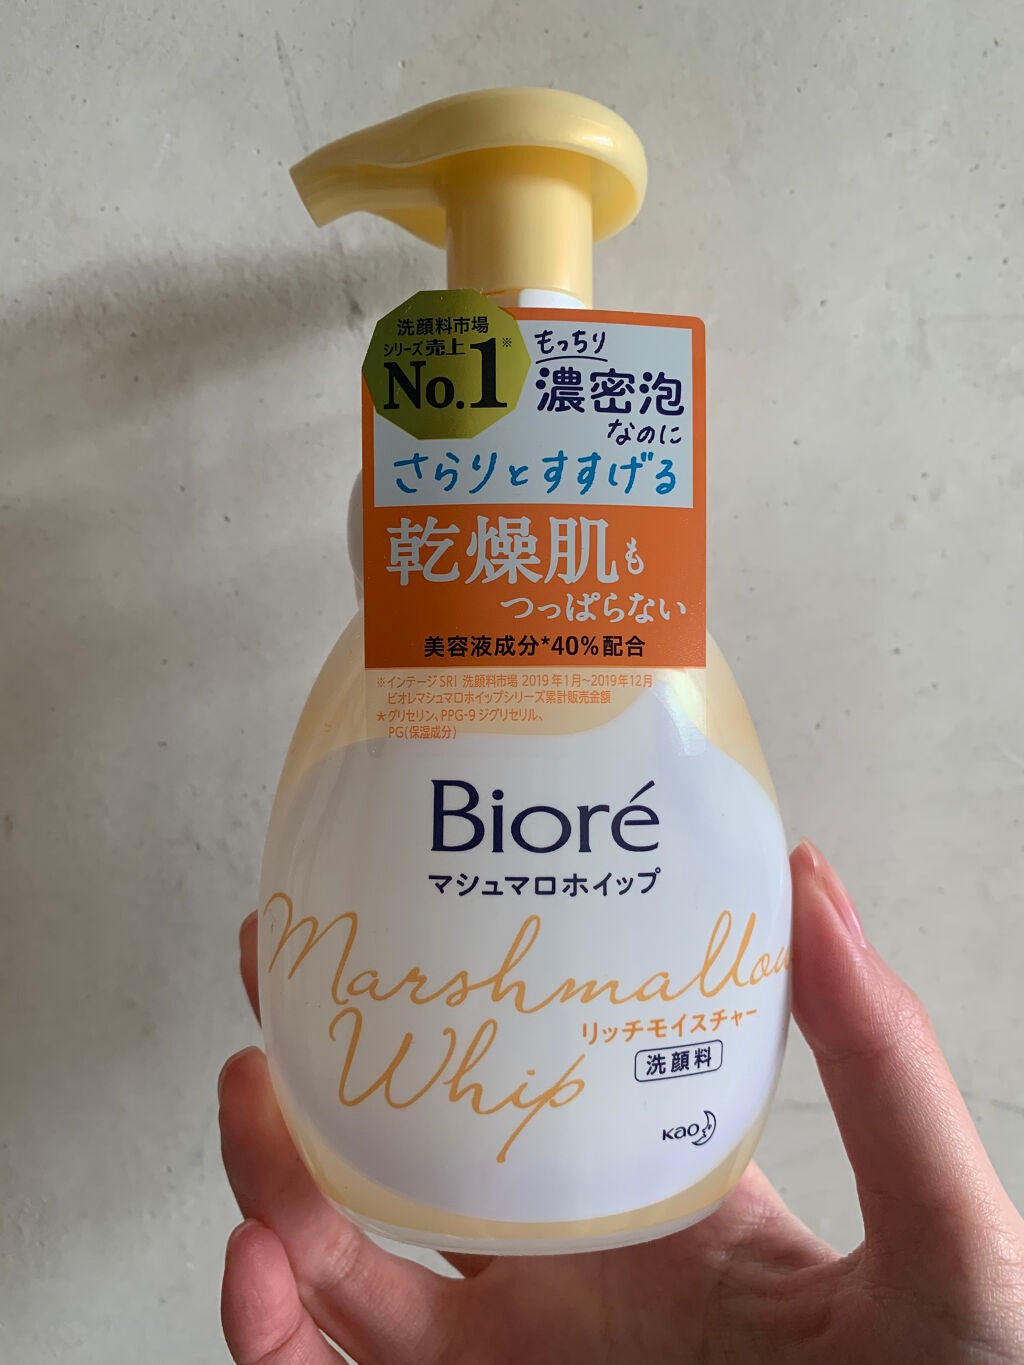 洗顔料市場
シリーズ売上
No.1※
もっちり
濃密泡
なのに
さらりとすすげる
乾燥肌も
つっぱらない
美容液成分*40%配合
※インテージSRI 洗顔料市場 2019年1月~2019年12月
ビオレマシュマロホイップシリーズ累計販売金額
*グリセリン、PPG-9 ジグリセリル、
PG(保湿成分)
Bioré
マシュマロホイップ
Marshmallow
Whip
リッチモイスチャー
洗顔料
Kao